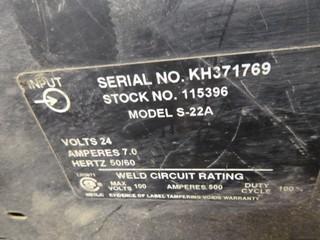 INPUT
SERIAL NO. KH371769
STOCK NO. 115396
MODEL S-22A
VOLTS 24
AMPERES 7.0
HERTZ 50/60
WELD CIRCUIT RATING
MAX VOLTS 100 AMPERES 500 DUTY CYCLE 100%
EVIDENCE OF LABEL TAMPERING VOIDS WARRANTY